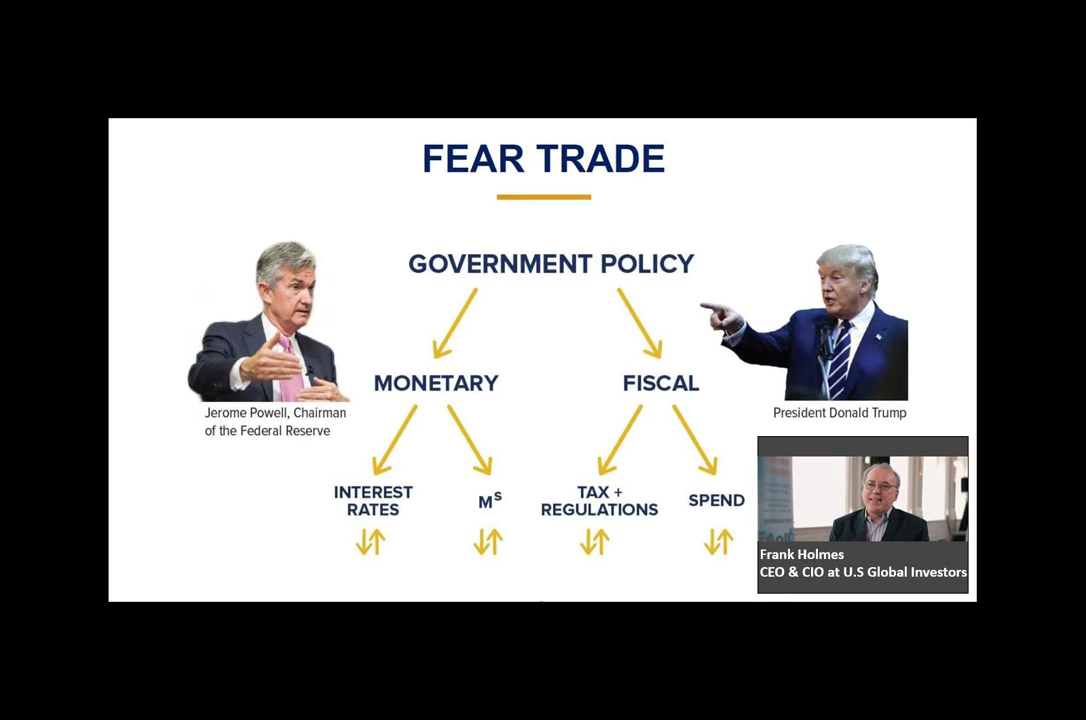 FEAR TRADE
GOVERNMENT POLICY
MONETARY
FISCAL
Jerome Powell, Chairman
of the Federal Reserve
President Donald Trump
INTEREST
RATES
Mˢ
TAX +
REGULATIONS
SPEND
Frank Holmes
CEO & CIO at U.S Global Investors